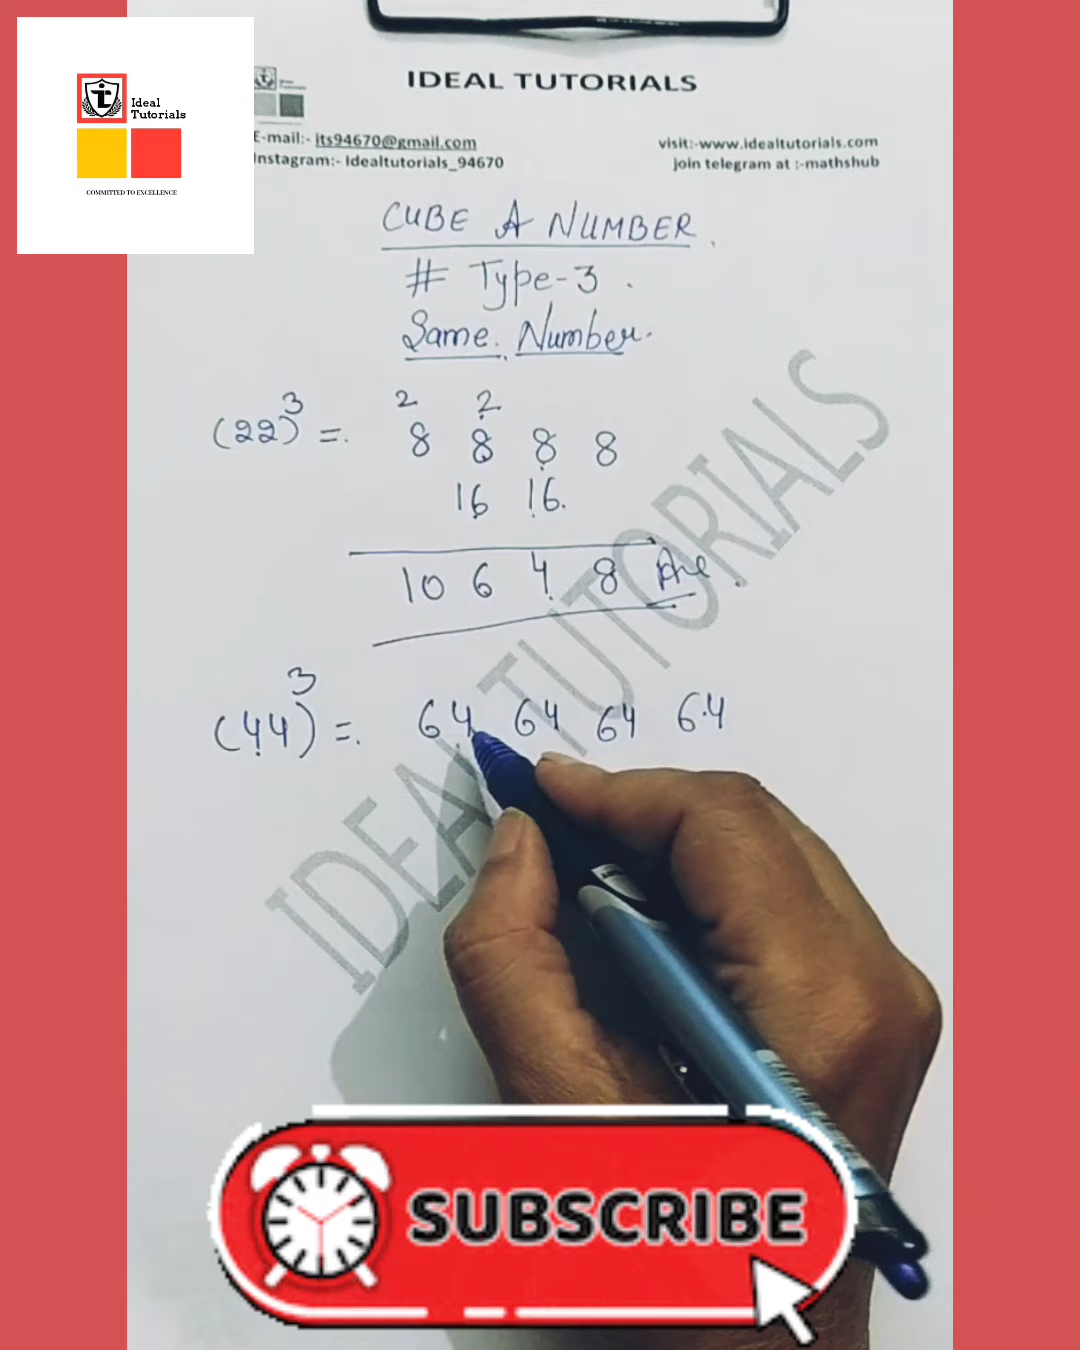 Ideal
Tutorials
COMMITTED TO EXCELLENCE
IDEAL TUTORIALS
E-mail:- its94670@gmail.com
Instagram:- Idealtutorials_94670
visit:-www.idealtutorials.com
join telegram at :-mathshub
CUBE A NUMBER.
# Type-3.
Same. Number.
2 2
(22)³ =. 8 8 8 8
16 16.
10 6 4 8 Ans.
(44)³ =. 64 64 64 64
IDEAL TUTORIALS
SUBSCRIBE